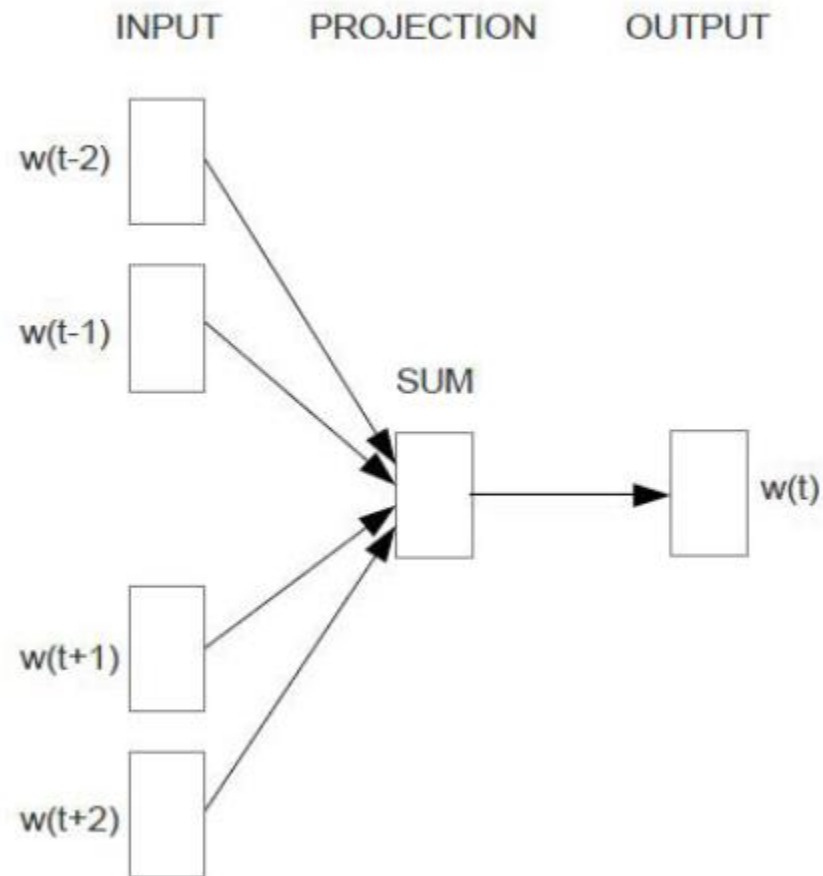 INPUT PROJECTION OUTPUT
w(t-2)
w(t-1)
SUM
w(t)
w(t+1)
w(t+2)